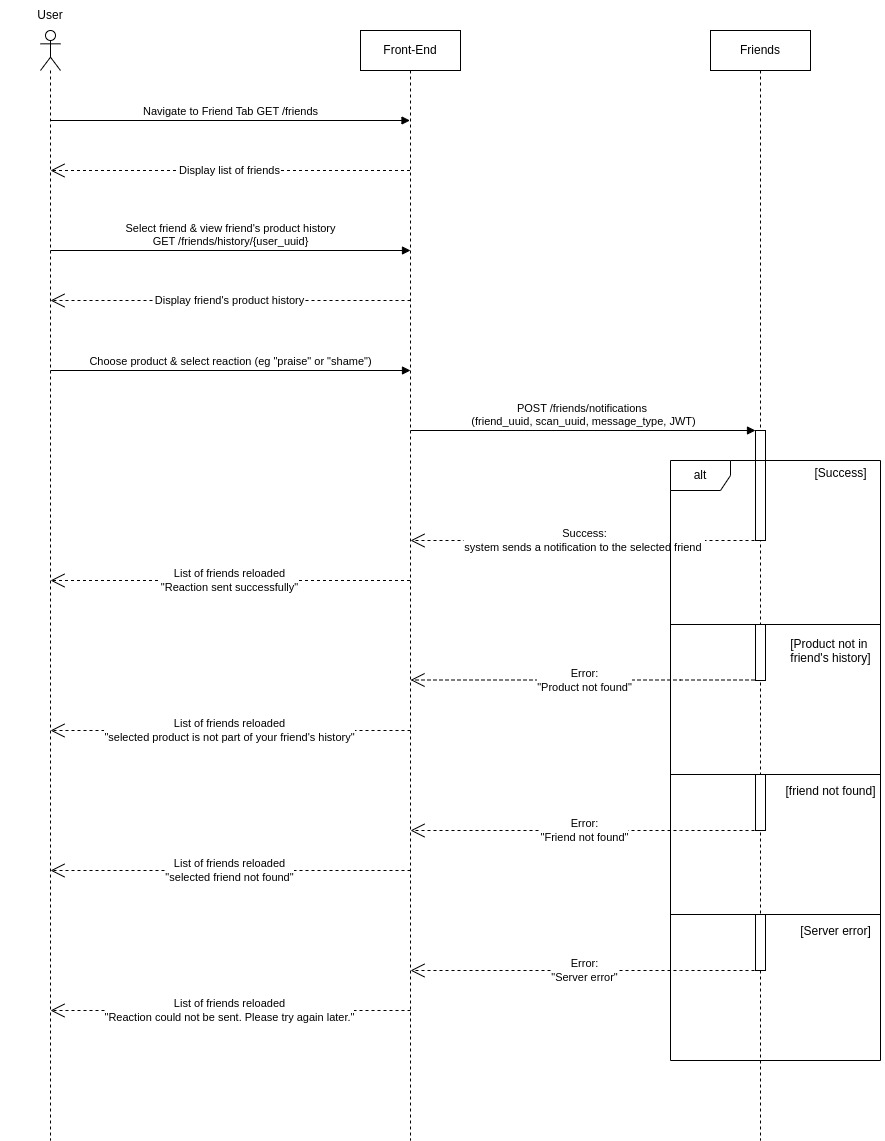 User
Front-End
Friends
Navigate to Friend Tab GET /friends
Display list of friends
Select friend & view friend's product history
GET /friends/history/{user_uuid}
Display friend's product history
Choose product & select reaction (eg "praise" or "shame")
POST /friends/notifications
(friend_uuid, scan_uuid, message_type, JWT)
alt
[Success]
Success:
system sends a notification to the selected friend
List of friends reloaded
"Reaction sent successfully"
[Product not in
friend's history]
Error:
"Product not found"
List of friends reloaded
"selected product is not part of your friend's history"
[friend not found]
Error:
"Friend not found"
List of friends reloaded
"selected friend not found"
[Server error]
Error:
"Server error"
List of friends reloaded
"Reaction could not be sent. Please try again later."